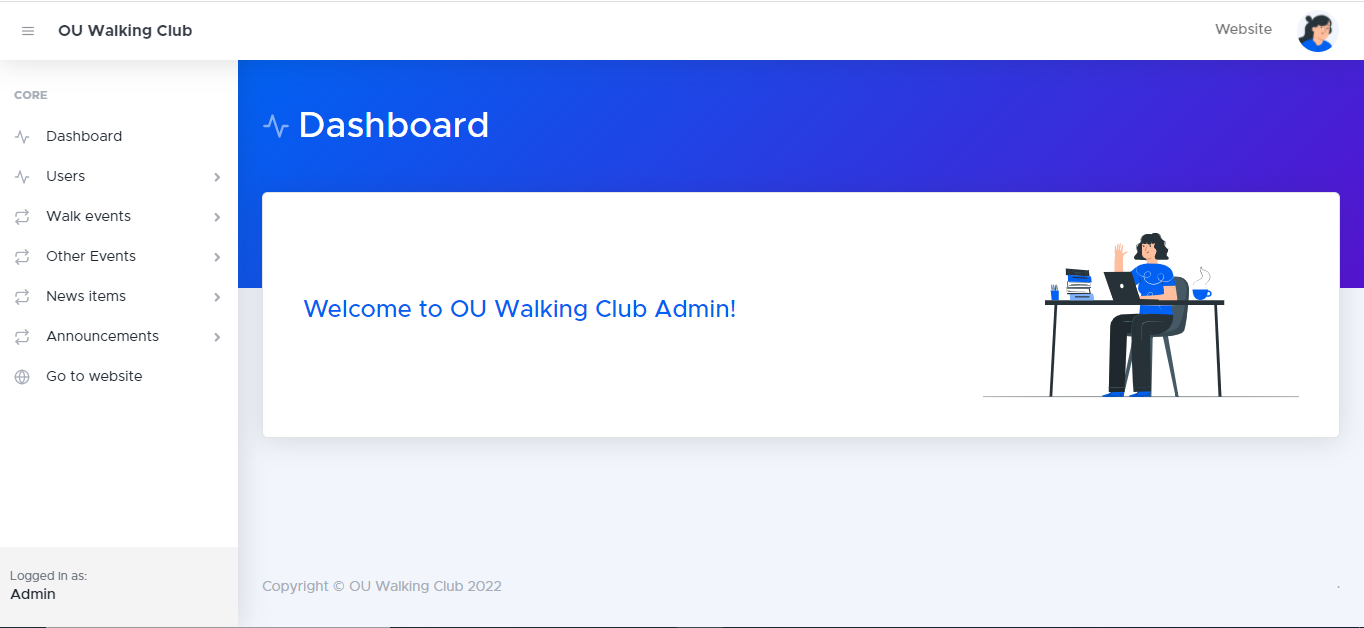 OU Walking Club
Website
CORE
Dashboard
Users
Walk events
Other Events
News items
Announcements
Go to website
Logged in as:
Admin
Dashboard
Welcome to OU Walking Club Admin!
Copyright © OU Walking Club 2022
.